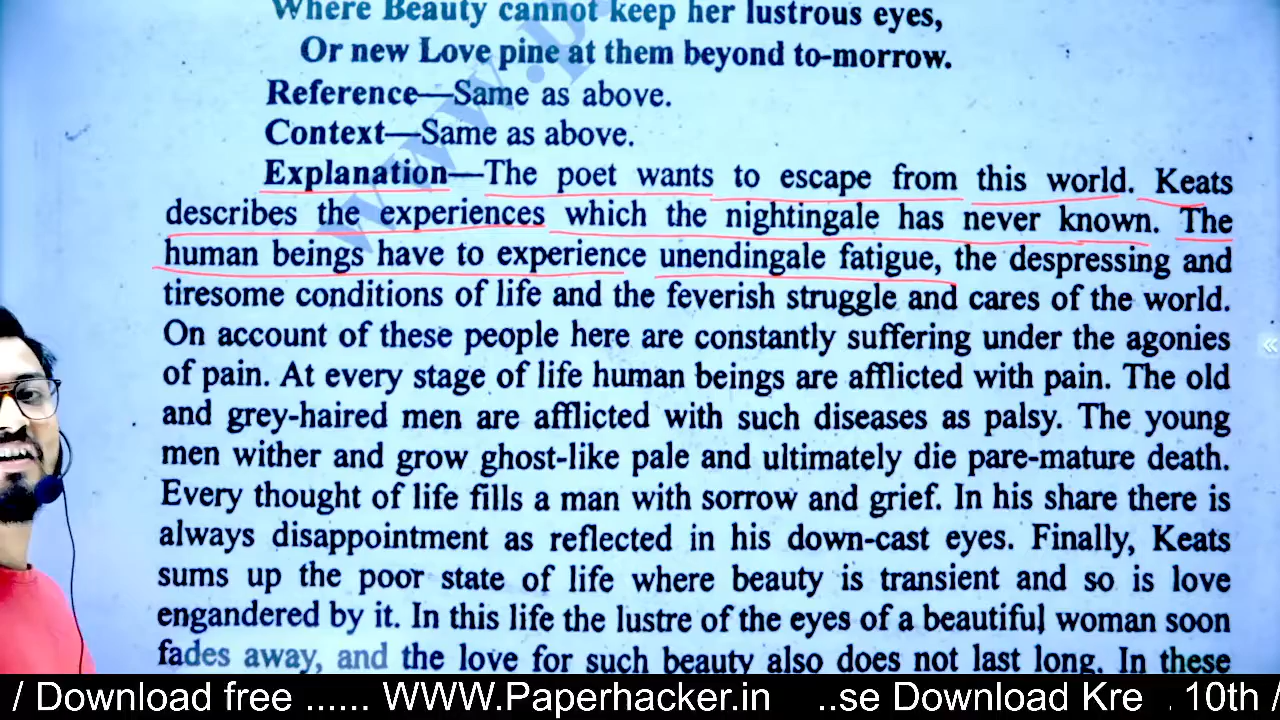 Where Beauty cannot keep her lustrous eyes,
Or new Love pine at them beyond to-morrow.
Reference—Same as above.
Context—Same as above.
Explanation—The poet wants to escape from this world. Keats
describes the experiences which the nightingale has never known. The
human beings have to experience unendingale fatigue, the despressing and
tiresome conditions of life and the feverish struggle and cares of the world.
On account of these people here are constantly suffering under the agonies
of pain. At every stage of life human beings are afflicted with pain. The old
and grey-haired men are afflicted with such diseases as palsy. The young
men wither and grow ghost-like pale and ultimately die pare-mature death.
Every thought of life fills a man with sorrow and grief. In his share there is
always disappointment as reflected in his down-cast eyes. Finally, Keats
sums up the poor state of life where beauty is transient and so is love
engandered by it. In this life the lustre of the eyes of a beautiful woman soon
fades away, and the love for such beauty also does not last long. In these
/ Download free ...... WWW.Paperhacker.in ..se Download Kre . 10th /